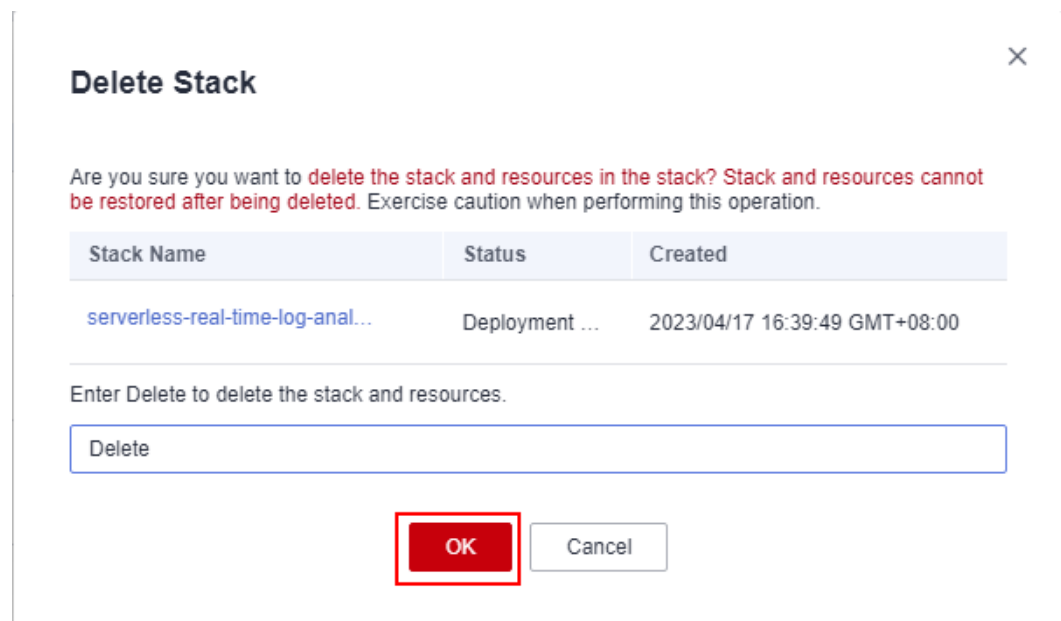 Delete Stack
Are you sure you want to delete the stack and resources in the stack? Stack and resources cannot
be restored after being deleted. Exercise caution when performing this operation.
Stack Name Status Created
serverless-real-time-log-anal... Deployment ... 2023/04/17 16:39:49 GMT+08:00
Enter Delete to delete the stack and resources.
Delete
OK Cancel